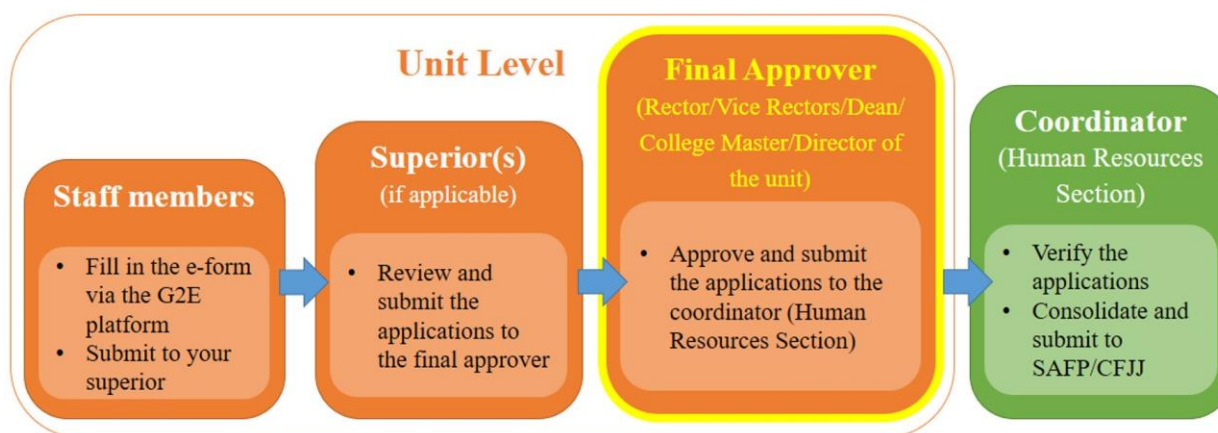 Unit Level
Staff members
• Fill in the e-form
via the G2E
platform
• Submit to your
superior
Superior(s)
(if applicable)
• Review and
submit the
applications to
the final approver
Final Approver
(Rector/Vice Rectors/Dean/
College Master/Director of
the unit)
• Approve and submit
the applications to the
coordinator (Human
Resources Section)
Coordinator
(Human Resources
Section)
• Verify the
applications
• Consolidate and
submit to
SAFP/CFJJ